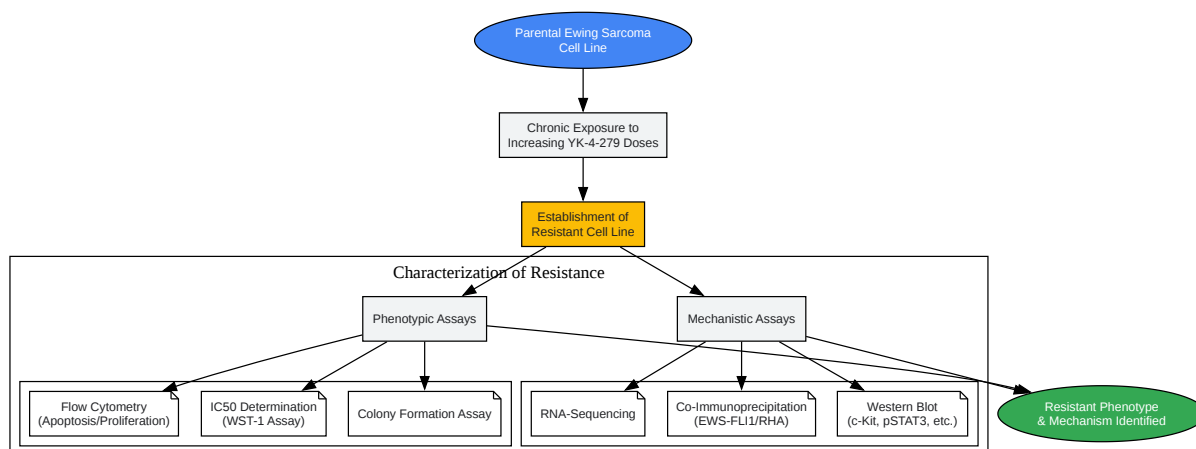 Parental Ewing Sarcoma
Cell Line
Chronic Exposure to
Increasing YK-4-279 Doses
Establishment of
Resistant Cell Line
Characterization of Resistance
Phenotypic Assays
Mechanistic Assays
Flow Cytometry
(Apoptosis/Proliferation)
IC50 Determination
(WST-1 Assay)
Colony Formation Assay
RNA-Sequencing
Co-Immunoprecipitation
(EWS-FLI1/RHA)
Western Blot
(c-Kit, pSTAT3, etc.)
Resistant Phenotype
& Mechanism Identified